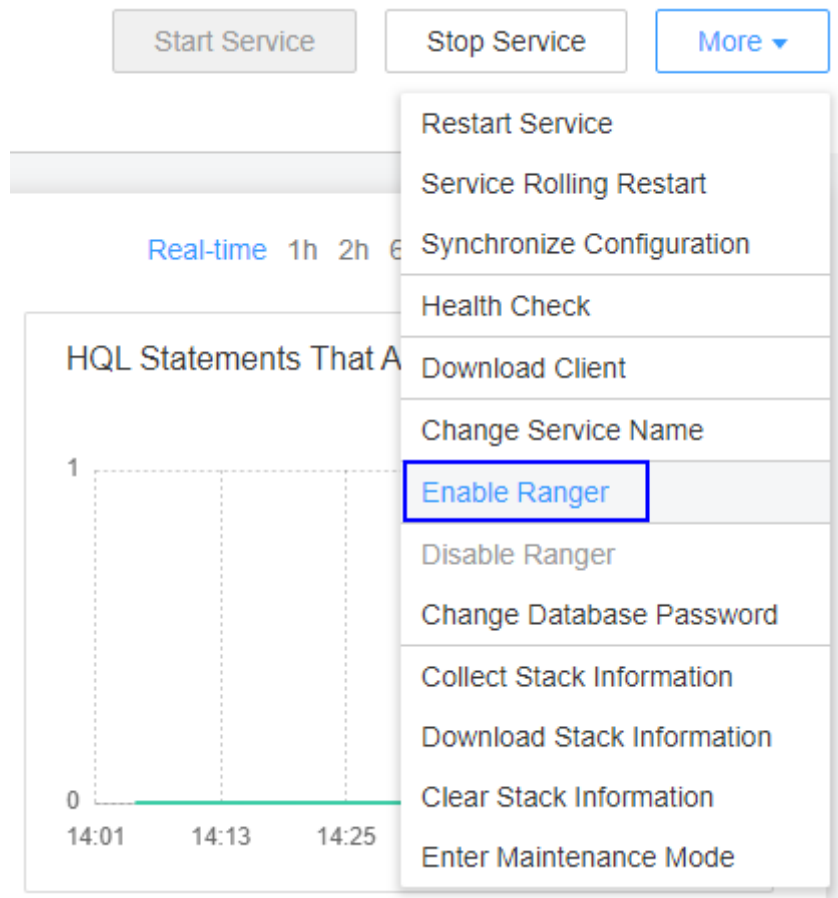 Start Service
Stop Service
More
Restart Service
Service Rolling Restart
Synchronize Configuration
Health Check
Download Client
Change Service Name
Enable Ranger
Disable Ranger
Change Database Password
Collect Stack Information
Download Stack Information
Clear Stack Information
Enter Maintenance Mode
Real-time 1h 2h
HQL Statements That
1
0
14:01 14:13 14:25